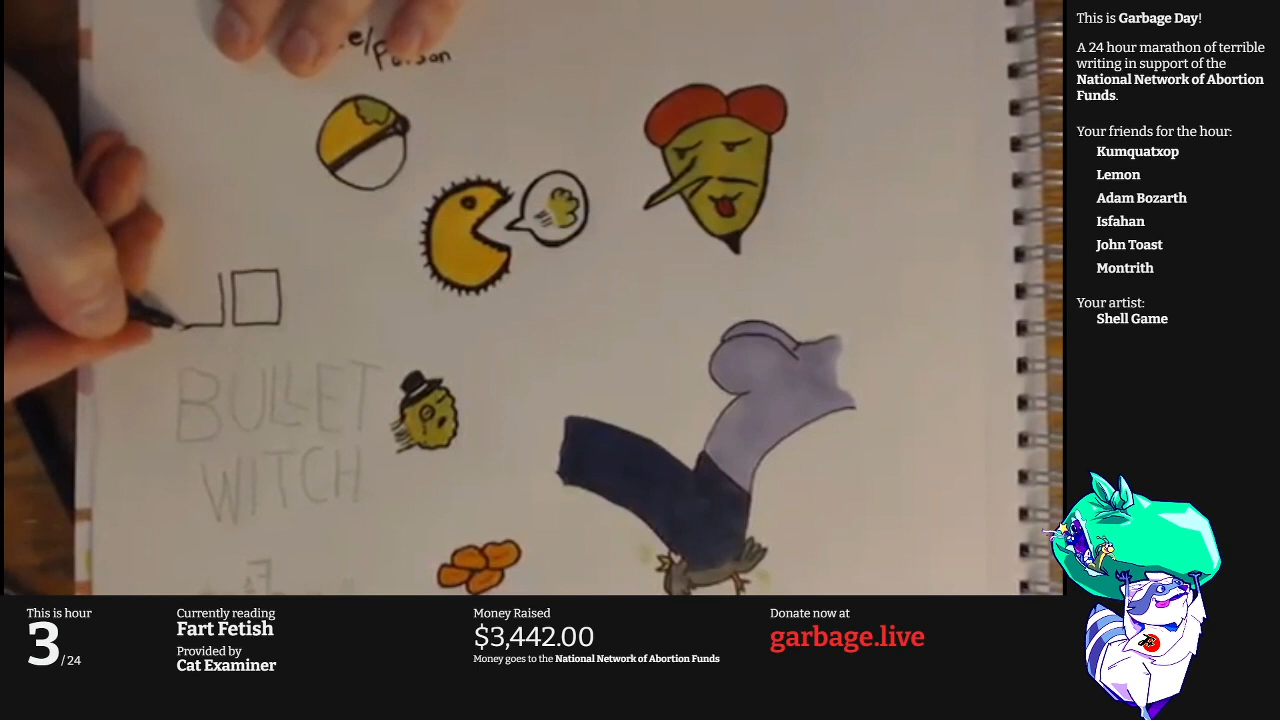 BULLET
WITCH
This is Garbage Day!
A 24 hour marathon of terrible
writing in support of the
National Network of Abortion
Funds.
Your friends for the hour:
Kumquatxop
Lemon
Adam Bozarth
Isfahan
John Toast
Montrith
Your artist:
Shell Game
This is hour
3/24
Currently reading
Fart Fetish
Provided by
Cat Examiner
Money Raised
$3,442.00
Money goes to the National Network of Abortion Funds
Donate now at
garbage.live